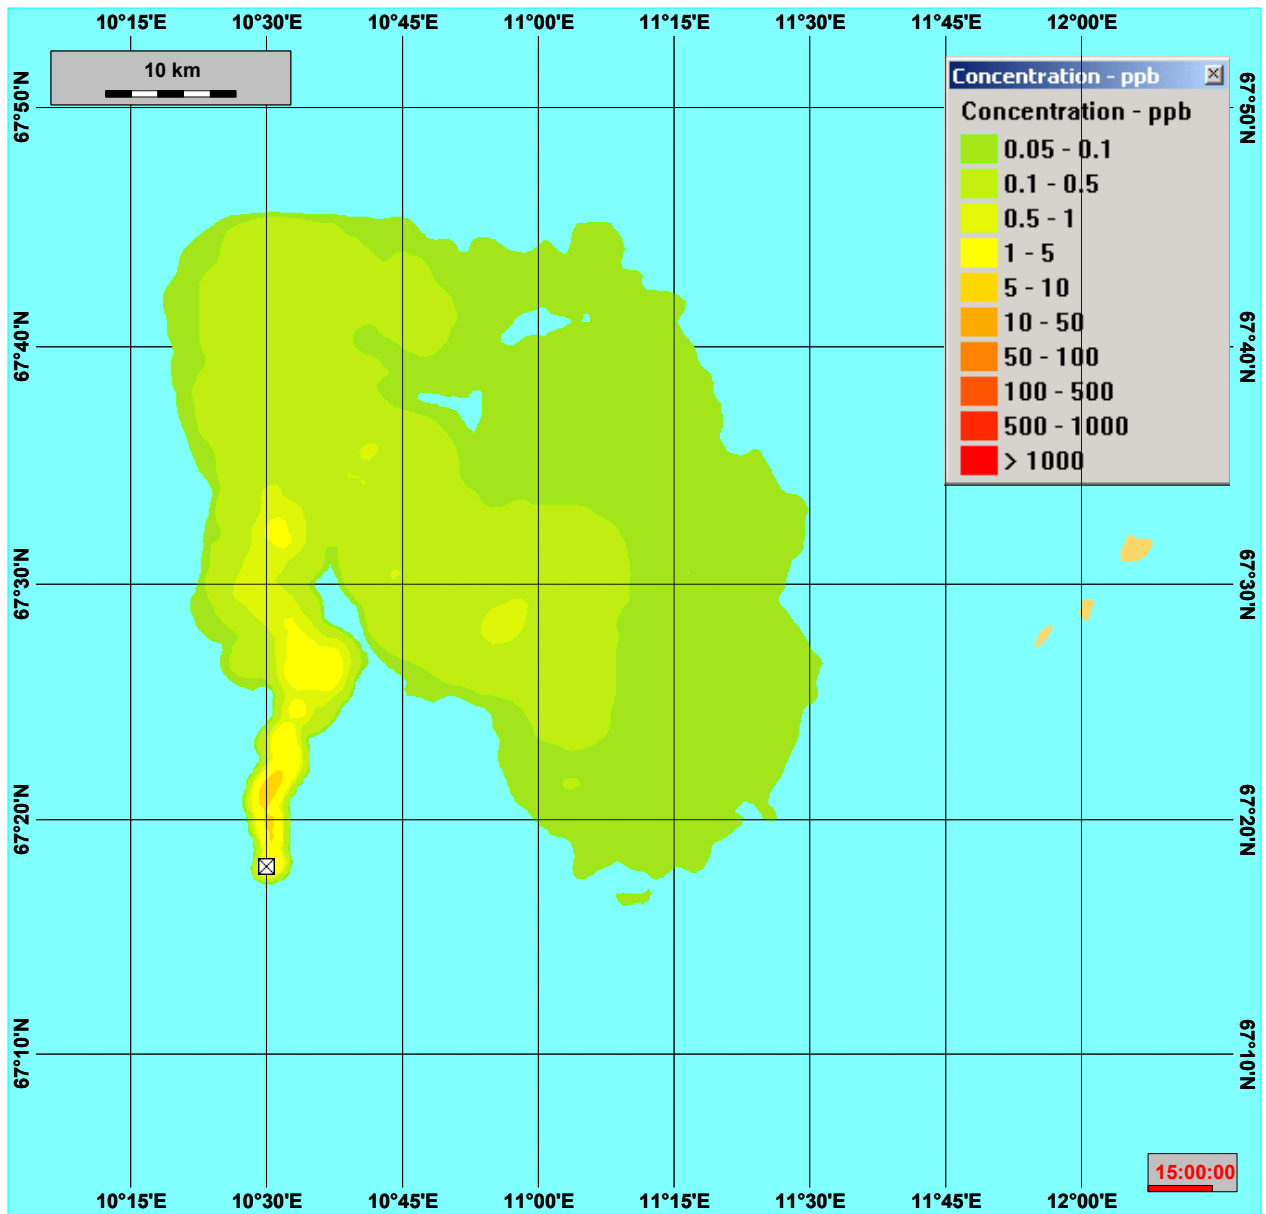 10°15'E 10°30'E 10°45'E 11°00'E 11°15'E 11°30'E 11°45'E 12°00'E
10 km
Concentration - ppb
Concentration - ppb
0.05 - 0.1
0.1 - 0.5
0.5 - 1
1 - 5
5 - 10
10 - 50
50 - 100
100 - 500
500 - 1000
> 1000
67°50'N 67°50'N
67°40'N 67°40'N
67°30'N 67°30'N
67°20'N 67°20'N
67°10'N 67°10'N
15:00:00
10°15'E 10°30'E 10°45'E 11°00'E 11°15'E 11°30'E 11°45'E 12°00'E